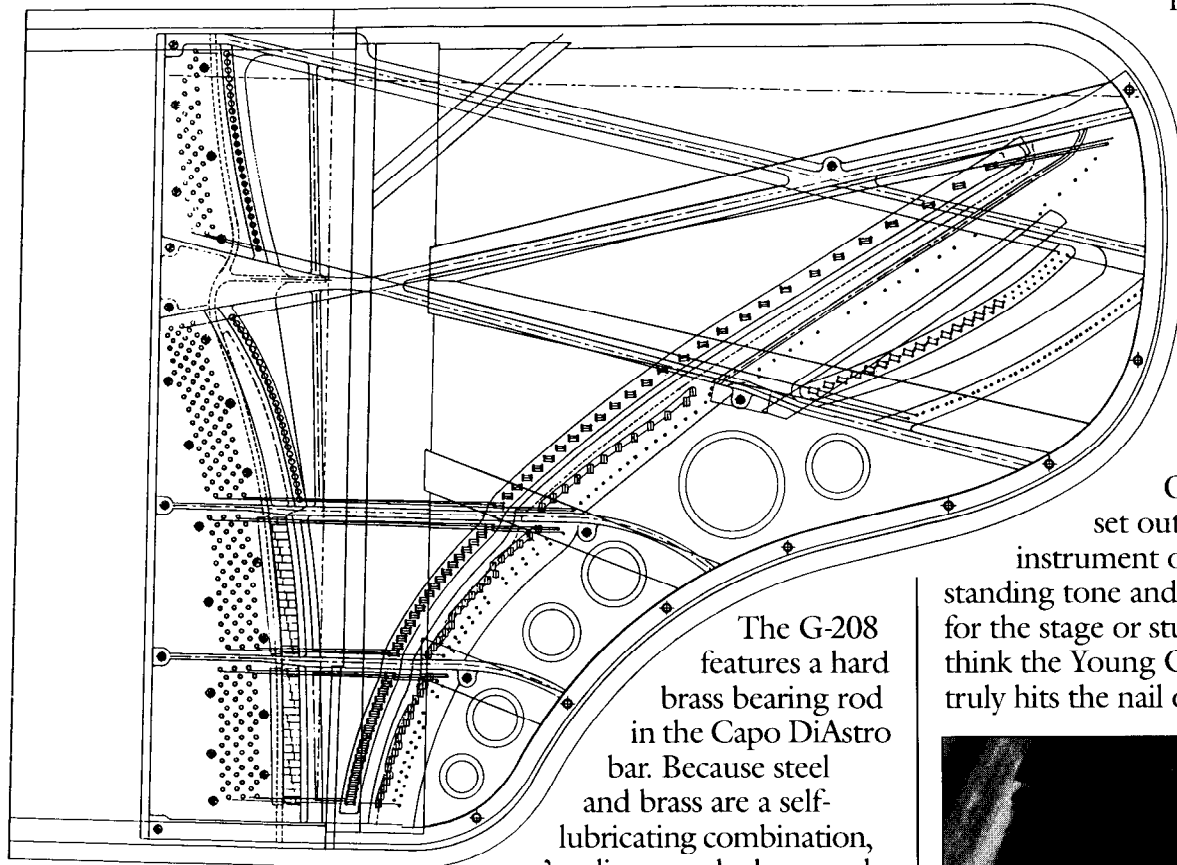 The G-208
features a hard
brass bearing rod
in the Capo DiAstro
bar. Because steel
and brass are a self-
lubricating combination,
set out
instrument o
standing tone and
for the stage or stu
think the Young C
truly hits the nail o